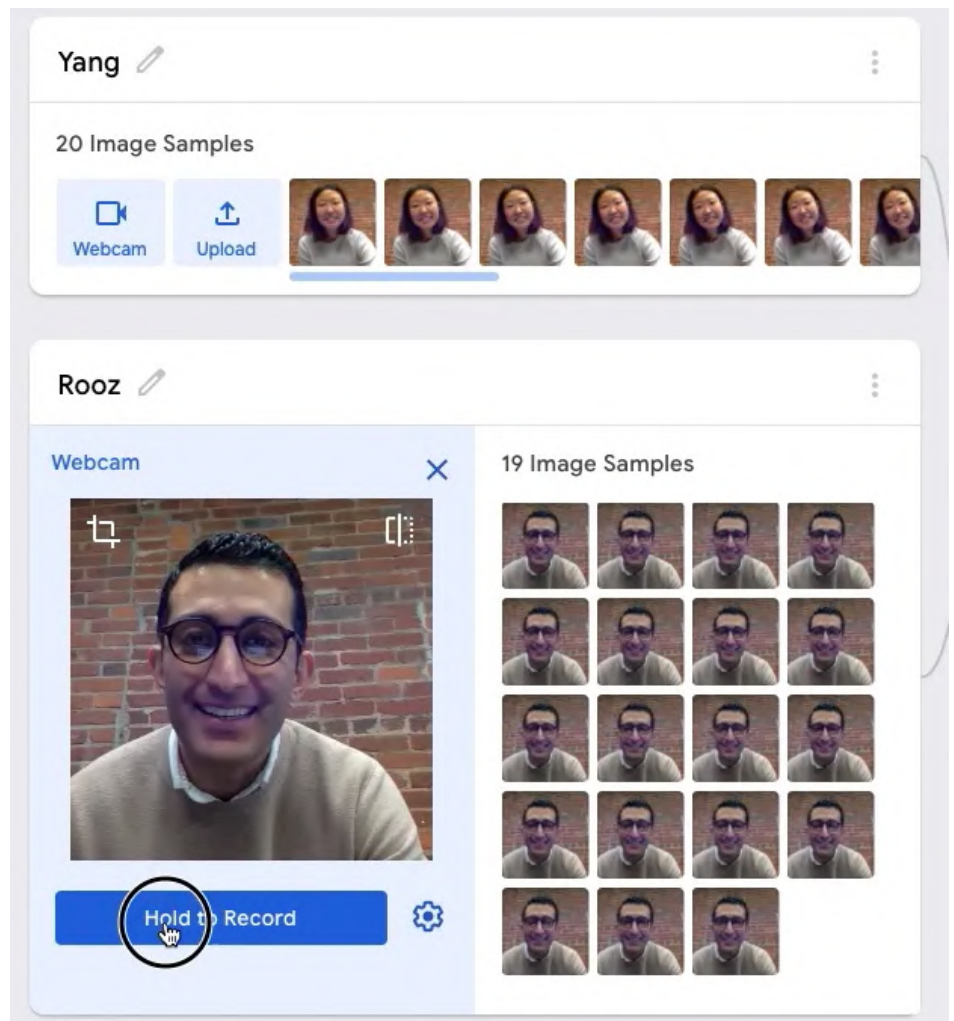 Yang
20 Image Samples
Webcam
Upload
Rooz
Webcam
19 Image Samples
Hold to Record